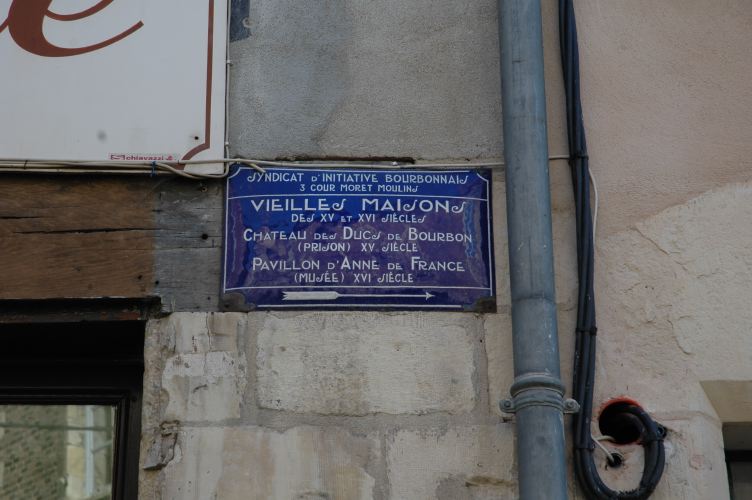 e
chiavazzi
SYNDICAT D'INITIATIVE BOURBONNAIS
3 COUR MORET MOULINS
VIEILLES MAISONS
DES XV ET XVI SIÈCLES
CHATEAU DES DUCS DE BOURBON
(PRISON) XV SIÈCLE
PAVILLON D'ANNE DE FRANCE
(MUSÉE) XVI SIÈCLE